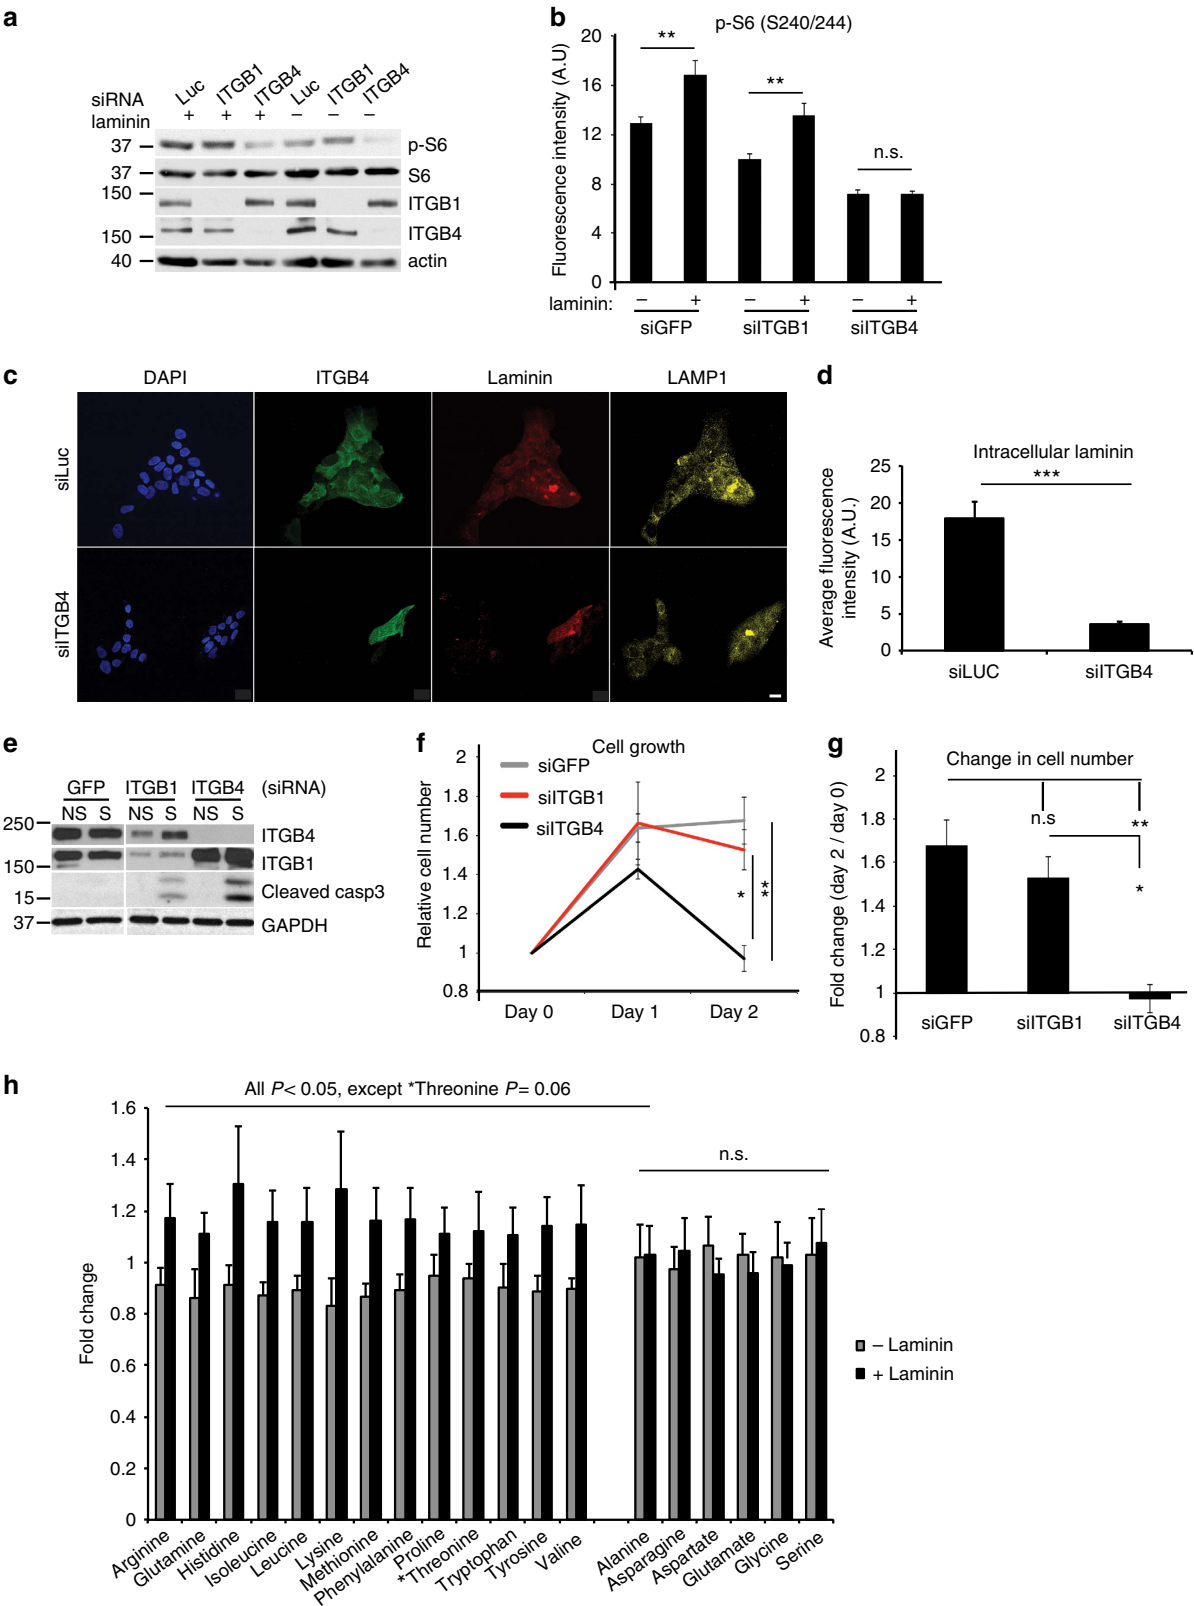 a
siRNA Luc ITGB1 ITGB4 Luc ITGB1 ITGB4
laminin + + + – – –
37 p-S6
37 S6
150 ITGB1
150 ITGB4
40 actin
b
p-S6 (S240/244)
Fluorescence intensity (A.U)
20
16
12
8
4
0
** ** n.s.
laminin: – + – + – +
siGFP siITGB1 siITGB4
c
DAPI ITGB4 Laminin LAMP1
siLuc
siITGB4
d
Intracellular laminin
***
Average fluorescence
intensity (A.U.)
25
20
15
10
5
0
siLUC siITGB4
e
GFP ITGB1 ITGB4 (siRNA)
NS S NS S NS S
250 ITGB4
150 ITGB1
15 Cleaved casp3
37 GAPDH
f
Cell growth
Relative cell number
2
1.8
1.6
1.4
1.2
1
0.8
siGFP
siITGB1
siITGB4
* **
Day 0 Day 1 Day 2
g
Change in cell number
Fold change (day 2 / day 0)
2
1.8
1.6
1.4
1.2
1
0.8
n.s **
*
siGFP siITGB1 siITGB4
h
All P< 0.05, except *Threonine P= 0.06
n.s.
Fold change
1.6
1.4
1.2
1
0.8
0.6
0.4
0.2
0
– Laminin
+ Laminin
Arginine
Glutamine
Histidine
Isoleucine
Leucine
Lysine
Methionine
Phenylalanine
Proline
*Threonine
Tryptophan
Tyrosine
Valine
Alanine
Asparagine
Aspartate
Glutamate
Glycine
Serine